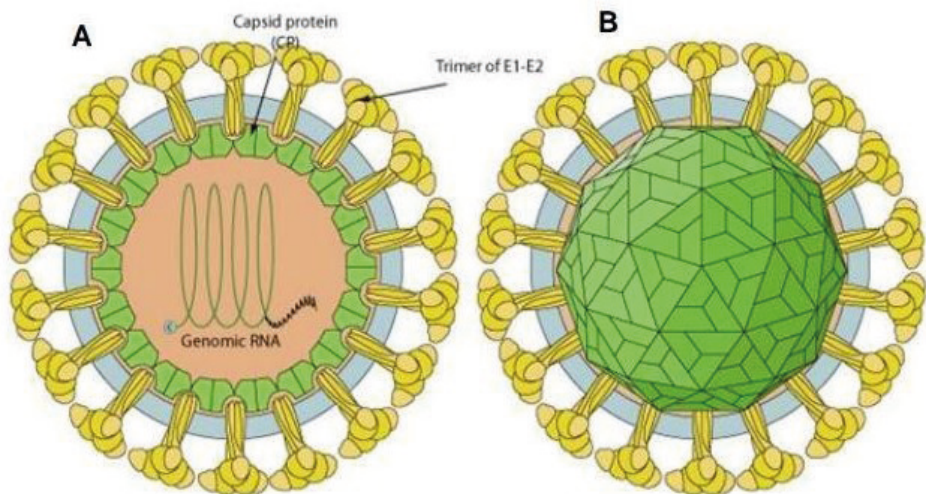 A
Capsid protein
(CP)
B
Trimer of E1-E2
C
Genomic RNA